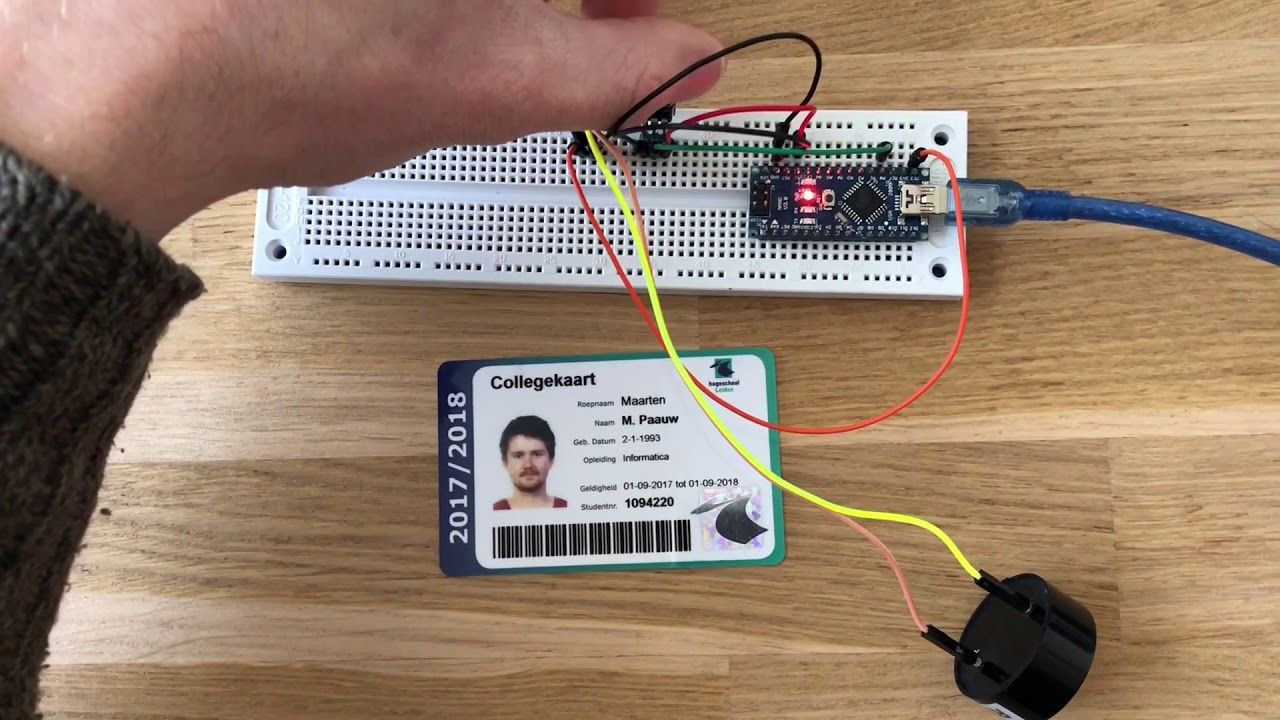 Collegekaart
hogeschool
Leiden
Roepnaam Maarten
Naam M. Paauw
Geb. Datum 2-1-1993
Opleiding Informatica
Geldigheid 01-09-2017 tot 01-09-2018
Studentnr. 1094220
2017/2018